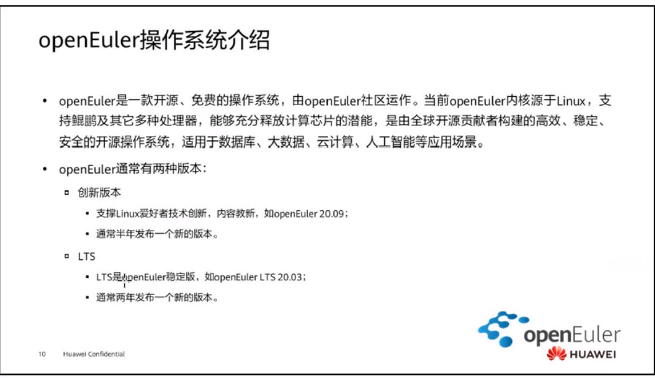 openEuler操作系统介绍
• openEuler是一款开源、免费的操作系统，由openEuler社区运作。当前openEuler内核源于Linux，支
持鲲鹏及其它多种处理器，能够充分释放计算芯片的潜能，是由全球开源贡献者构建的高效、稳定、
安全的开源操作系统，适用于数据库、大数据、云计算、人工智能等应用场景。
• openEuler通常有两种版本：
创新版本
▪ 支撑Linux爱好者技术创新，内容教新，如openEuler 20.09；
▪ 通常半年发布一个新的版本。
LTS
▪ LTS是openEuler稳定版，如openEuler LTS 20.03；
▪ 通常两年发布一个新的版本。
openEuler
HUAWEI
10 Huawei Confidential